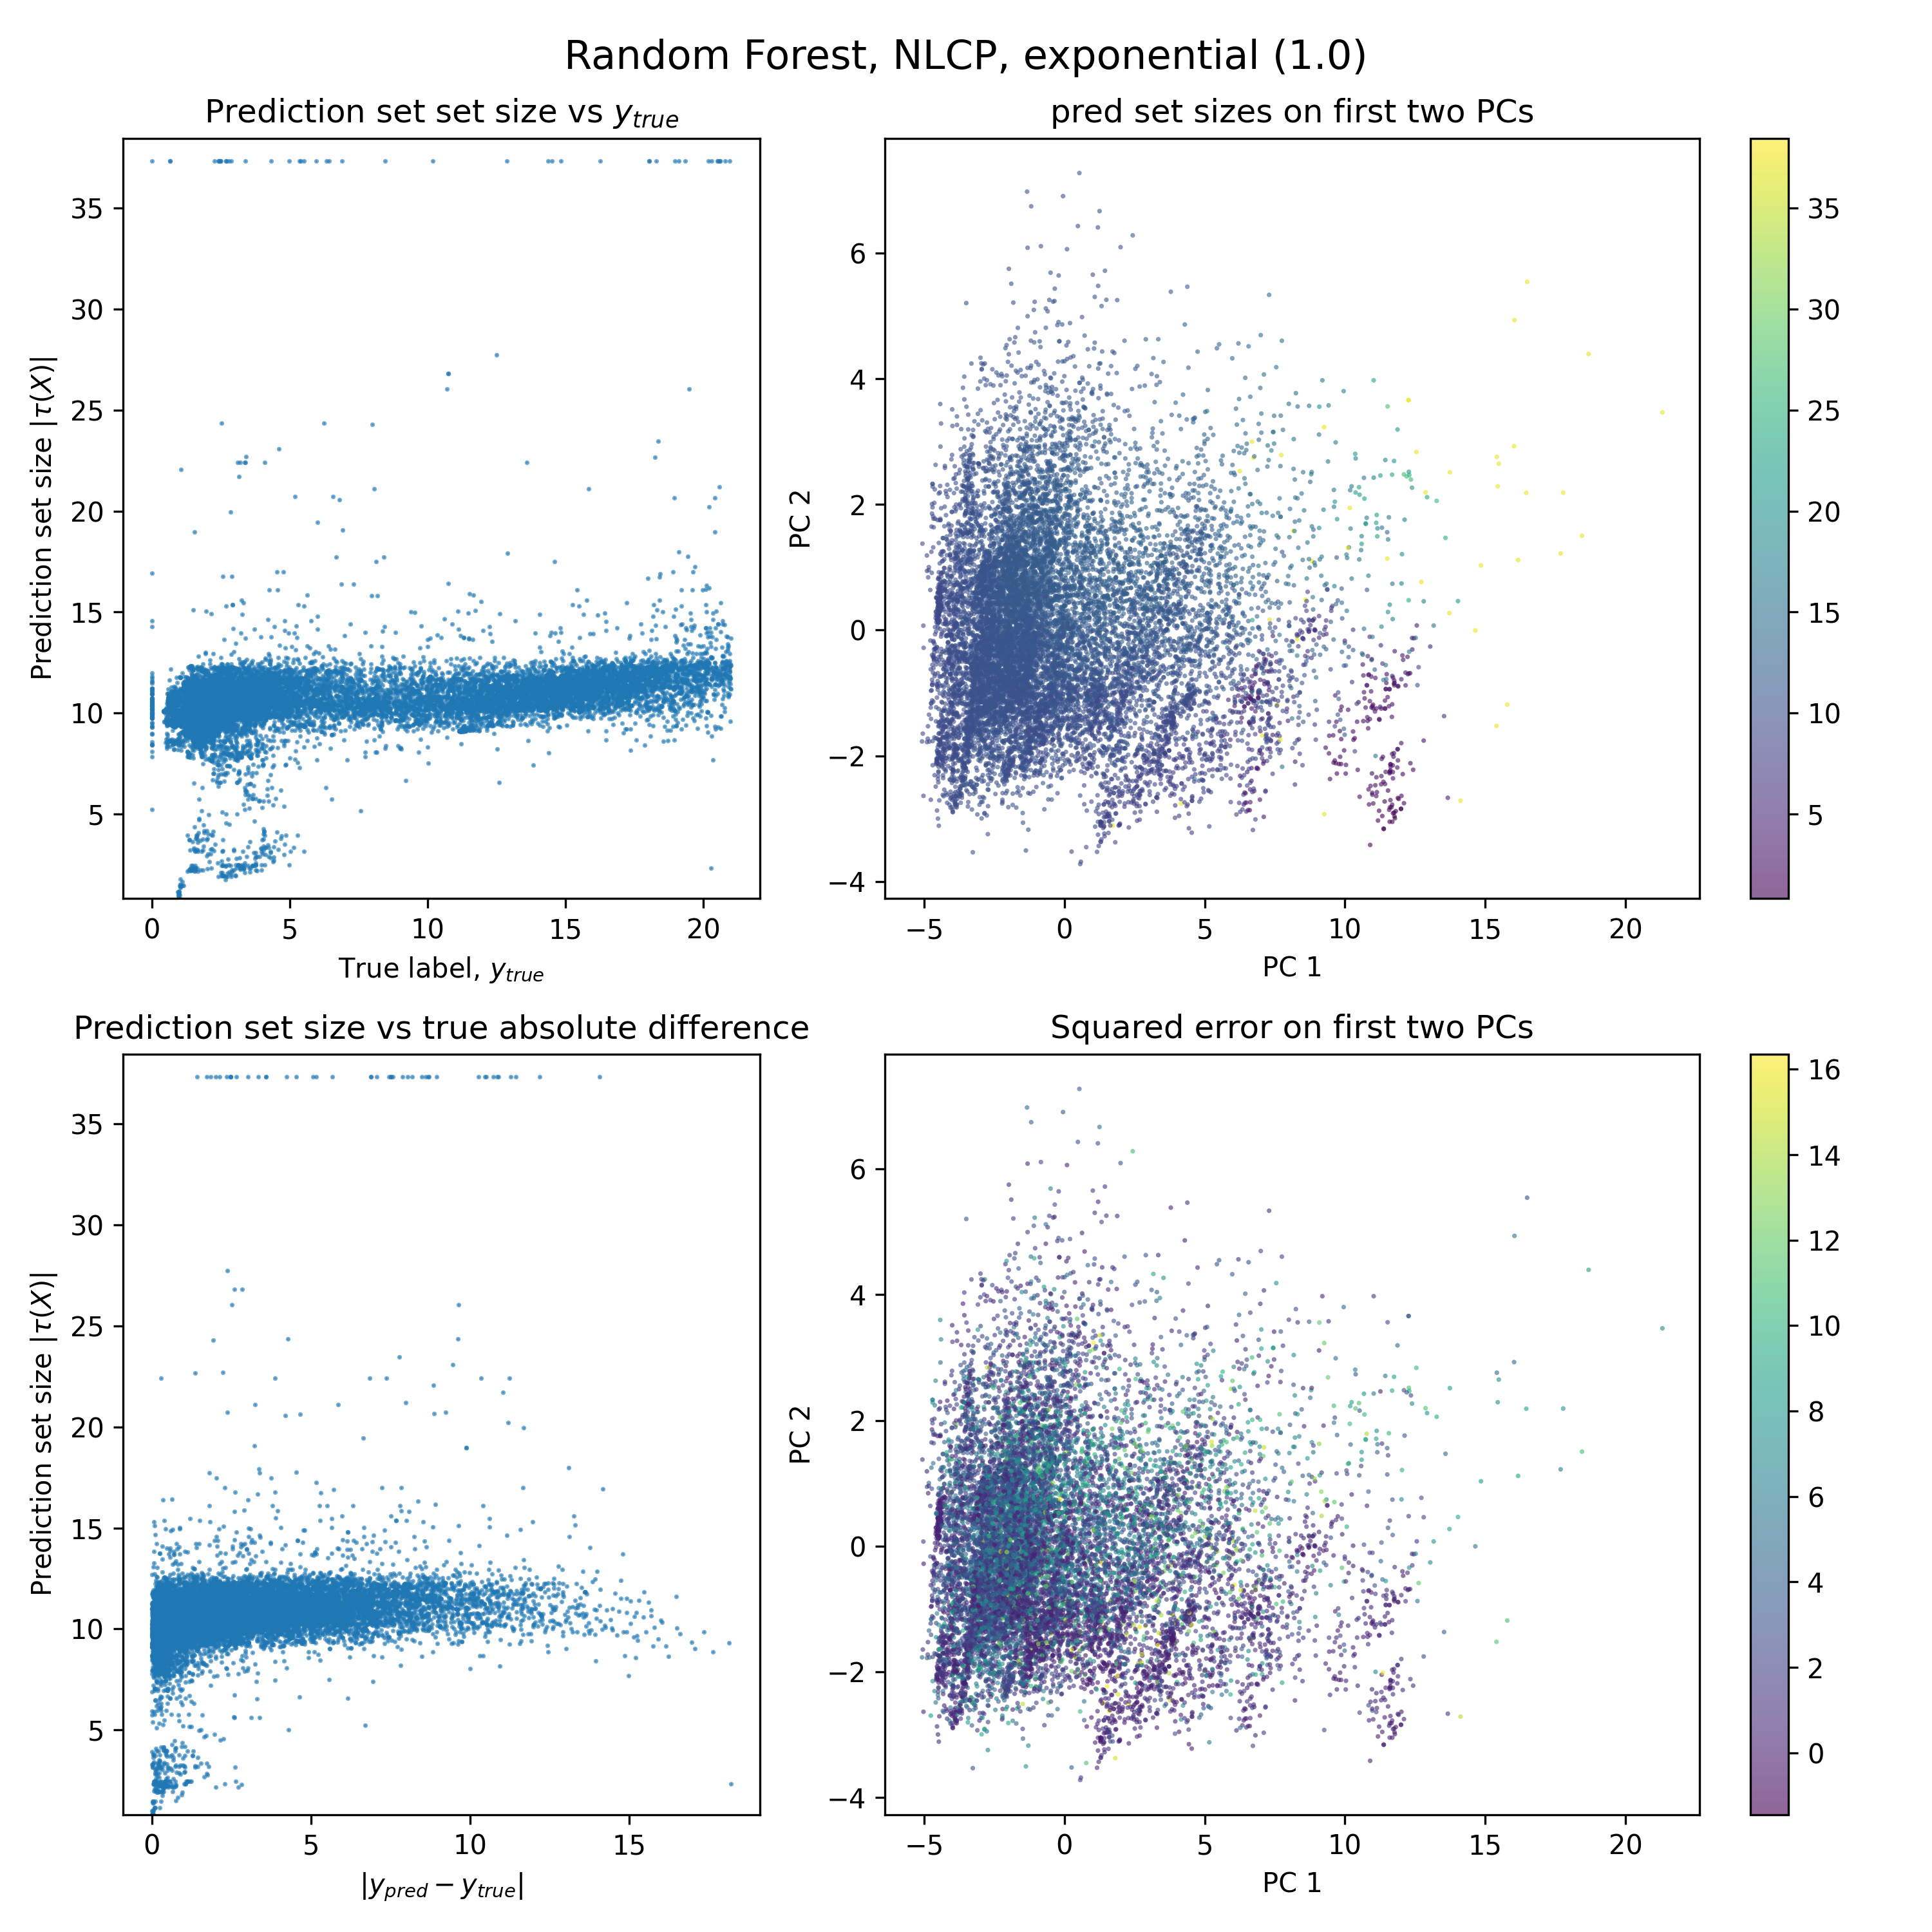 Random Forest, NLCP, exponential (1.0)
Prediction set set size vs y_true
35
30
25
20
15
10
5
Prediction set size |τ(X)|
0 5 10 15 20
True label, y_true
pred set sizes on first two PCs
6
4
2
0
−2
−4
PC 2
−5 0 5 10 15 20
PC 1
35
30
25
20
15
10
5
Prediction set size vs true absolute difference
35
30
25
20
15
10
5
Prediction set size |τ(X)|
0 5 10 15
|y_pred − y_true|
Squared error on first two PCs
6
4
2
0
−2
−4
PC 2
−5 0 5 10 15 20
PC 1
16
14
12
10
8
6
4
2
0